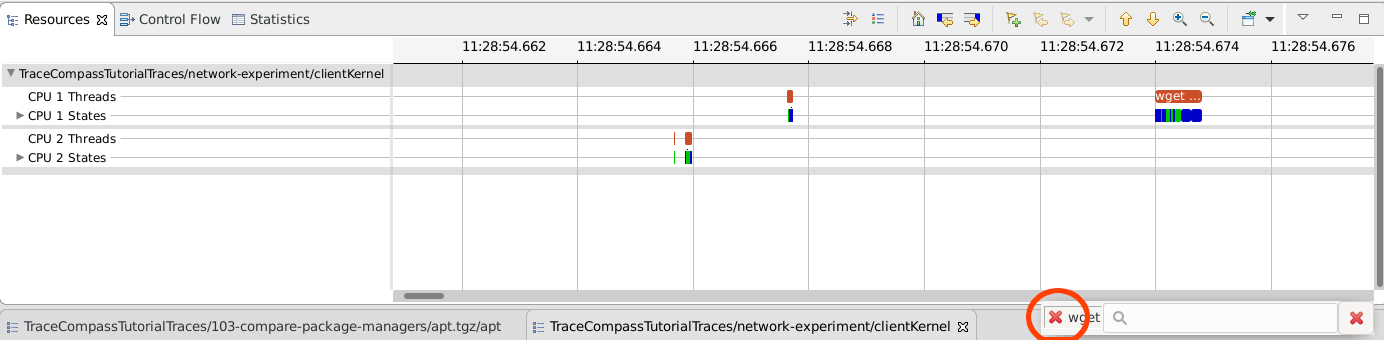 Resources Control Flow Statistics
11:28:54.662 11:28:54.664 11:28:54.666 11:28:54.668 11:28:54.670 11:28:54.672 11:28:54.674 11:28:54.676
TraceCompassTutorialTraces/network-experiment/clientKernel
CPU 1 Threads wget ...
CPU 1 States
CPU 2 Threads
CPU 2 States
TraceCompassTutorialTraces/103-compare-package-managers/apt.tgz/apt TraceCompassTutorialTraces/network-experiment/clientKernel wget